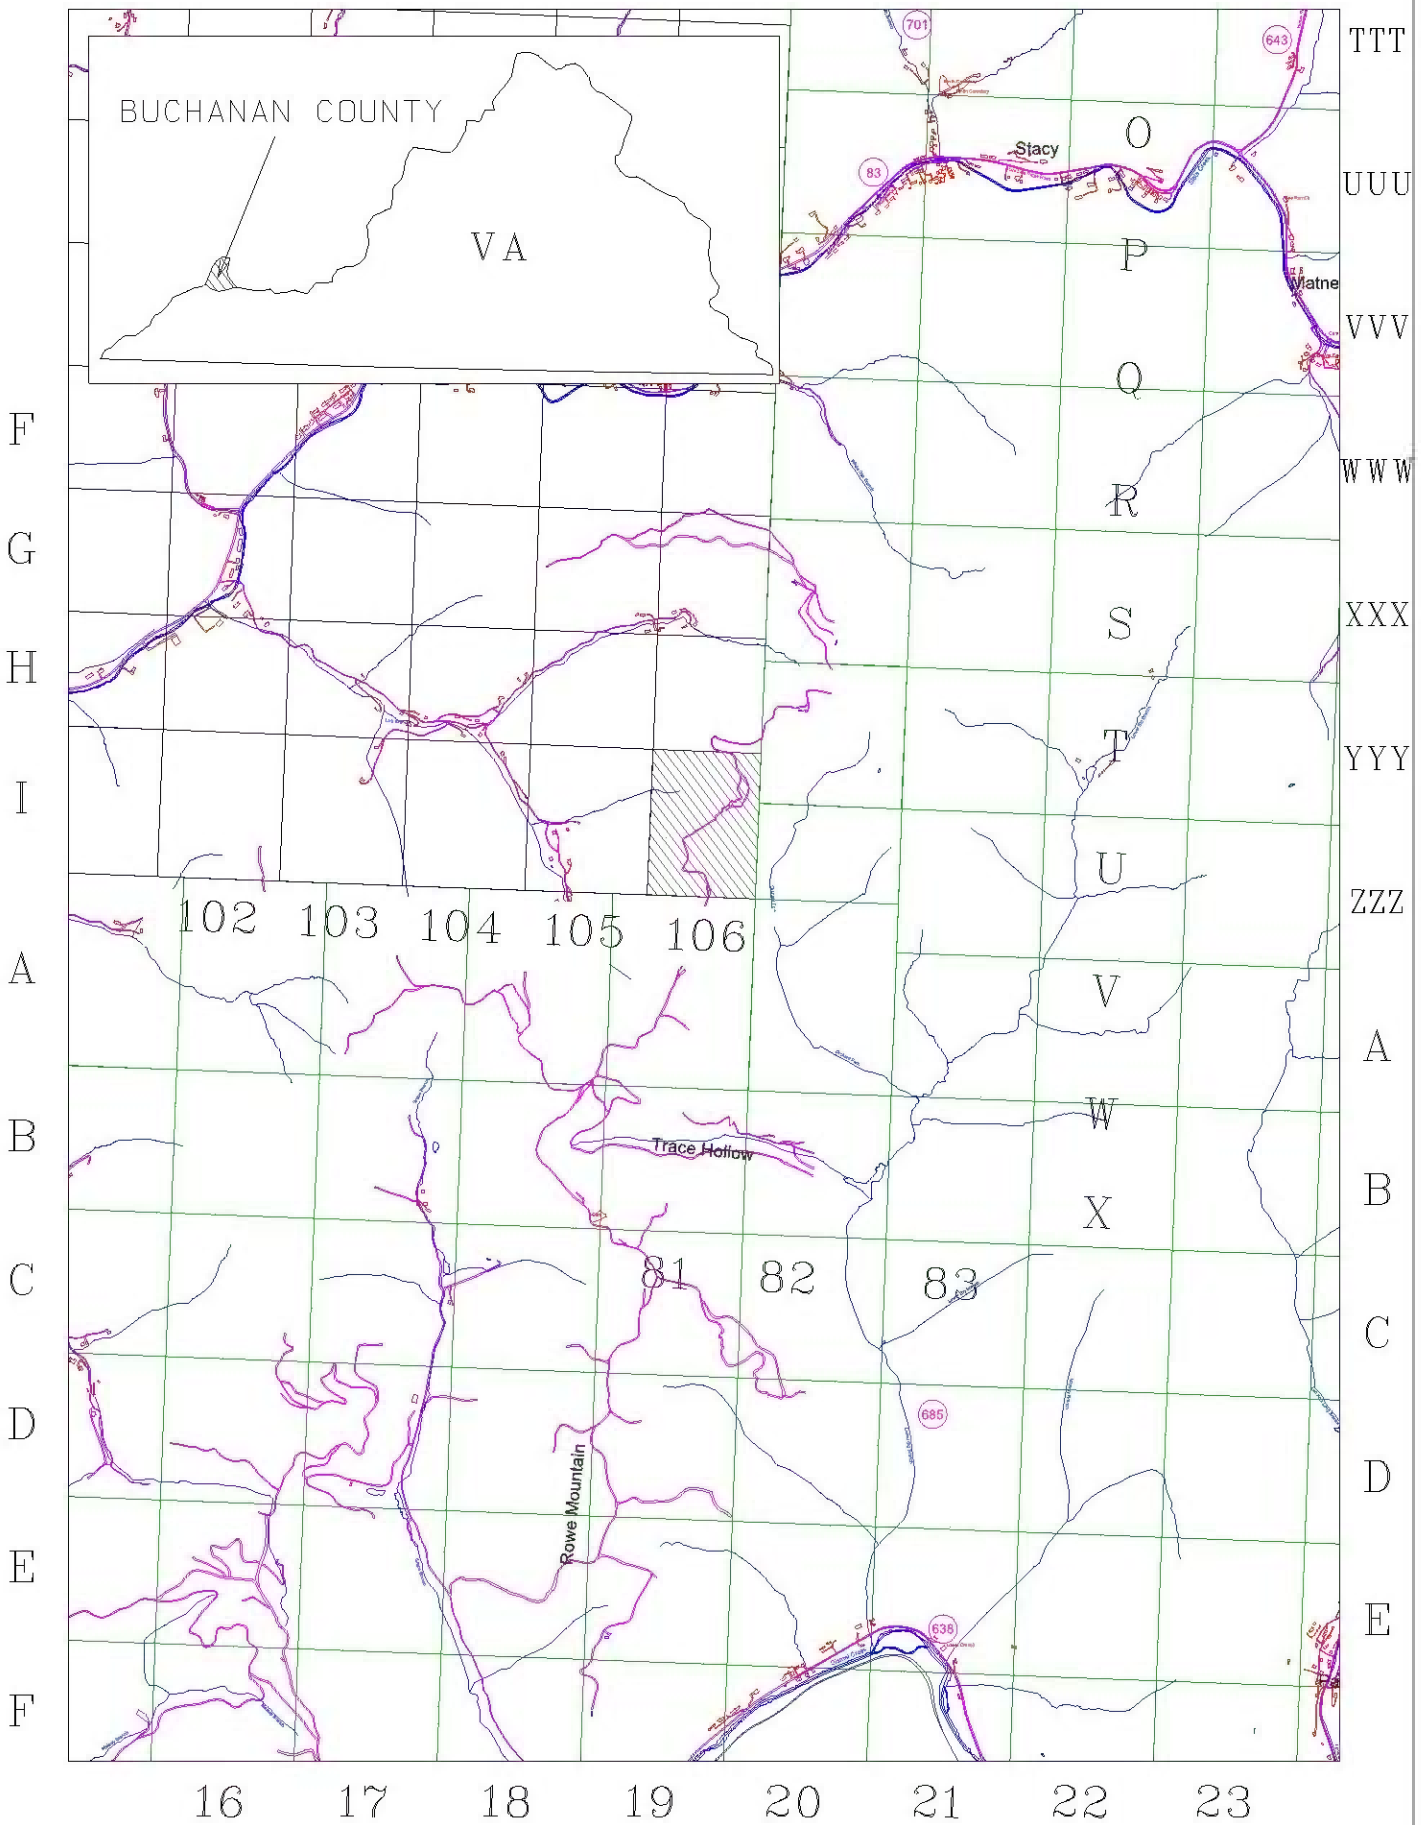 701
643
TTT
BUCHANAN COUNTY
O
Stacy
83
UUU
VA
P
Matne
VVV
Q
F
WWW
R
G
S
XXX
H
T
YYY
I
U
ZZZ
102 103 104 105 106
A
V
A
W
B
Trace Hollow
B
X
C
81 82 83
C
685
D
D
Rowe Mountain
E
E
638
F
16 17 18 19 20 21 22 23